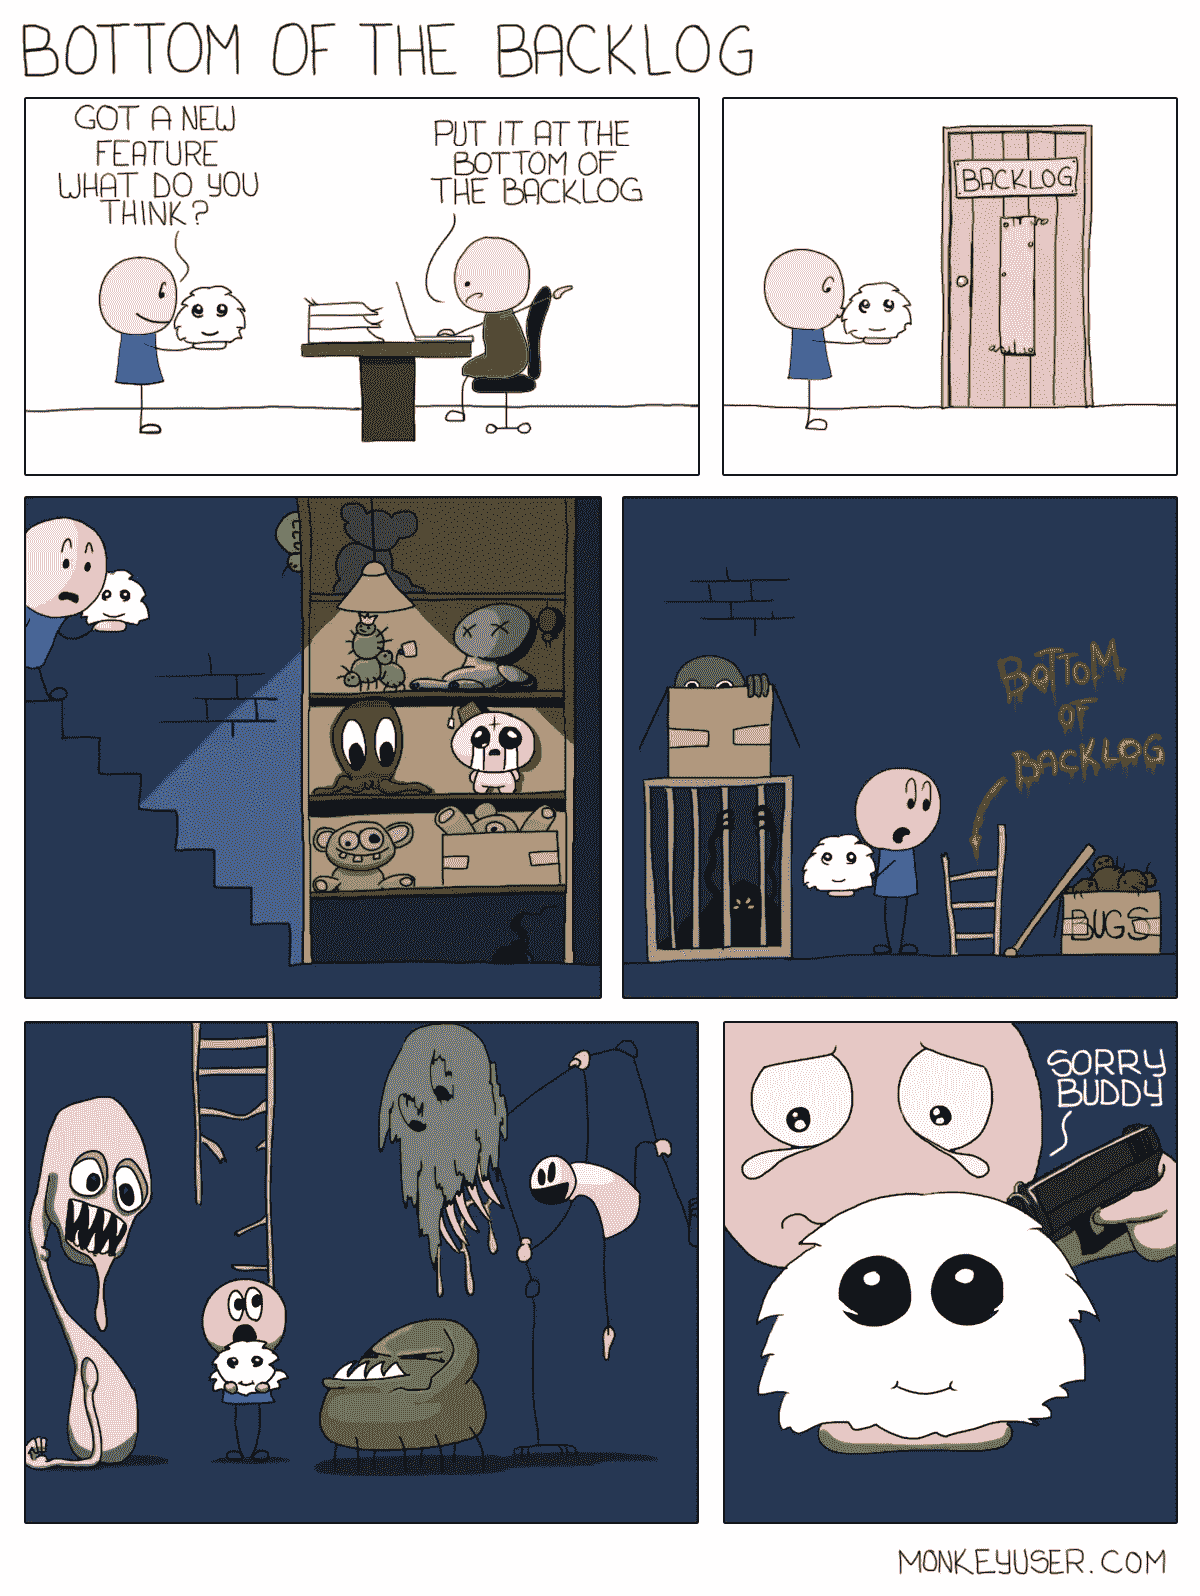 BOTTOM OF THE BACKLOG
GOT A NEW
FEATURE
WHAT DO YOU
THINK?
PUT IT AT THE
BOTTOM OF
THE BACKLOG
BACKLOG
BOTTOM
OF
BACKLOG
BUGS
SORRY
BUDDY
MONKEYUSER.COM